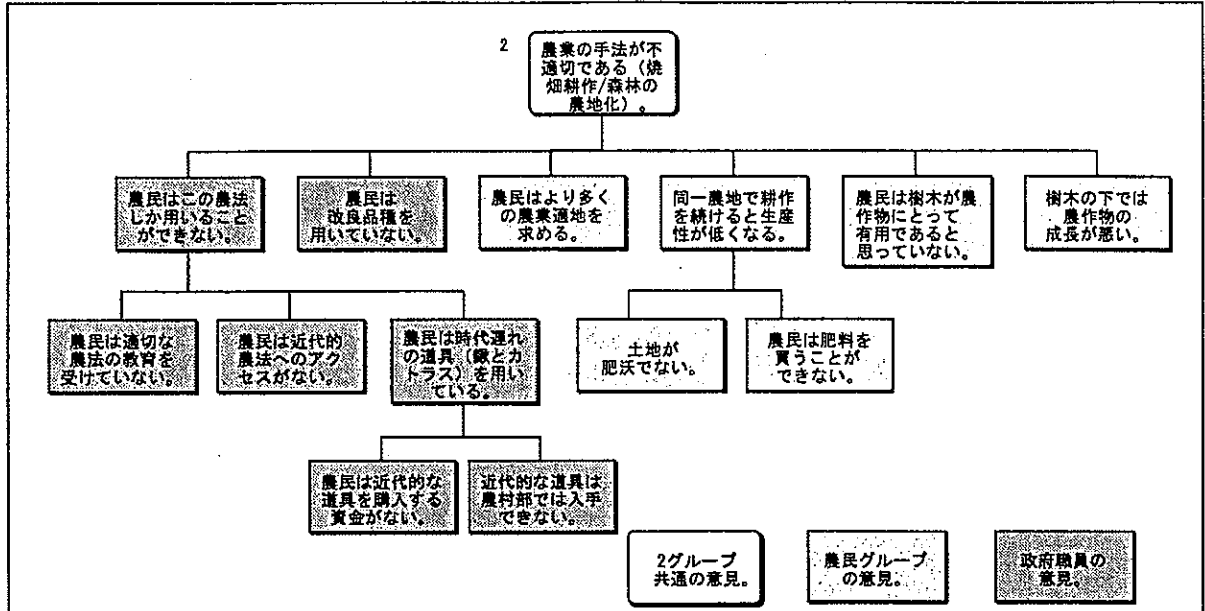 2
農業の手法が不
適切である（焼
畑耕作/森林の
農地化）。
農民はこの農法
しか用いること
ができない。
農民は
改良品種を
用いていない。
農民はより多く
の農業適地を
求める。
同一農地で耕作
を続けると生産
性が低くなる。
農民は樹木が農
作物にとって
有用であると
思っていない。
樹木の下では
農作物の
成長が悪い。
農民は適切な
農法の教育を
受けていない。
農民は近代的
農法へのアク
セスがない。
農民は時代遅れ
の道具（鍬とカ
トラス）を用い
ている。
土地が
肥沃でない。
農民は肥料を
買うことが
できない。
農民は近代的な
道具を購入する
資金がない。
近代的な道具は
農村部では入手
できない。
2グループ
共通の意見。
農民グループ
の意見。
政府職員の
意見。